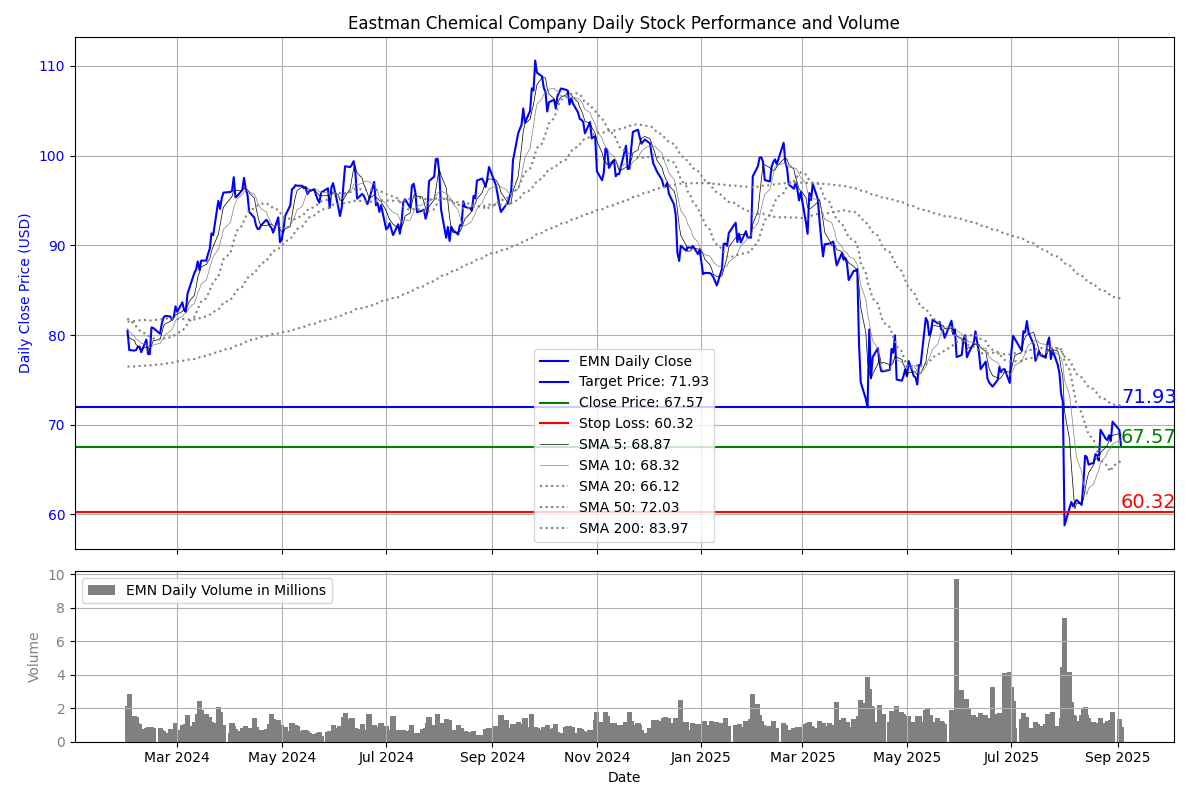 Eastman Chemical Company Daily Stock Performance and Volume
Daily Close Price (USD)
110
100
90
80
70
60
EMN Daily Close
Target Price: 71.93
Close Price: 67.57
Stop Loss: 60.32
SMA 5: 68.87
SMA 10: 68.32
SMA 20: 66.12
SMA 50: 72.03
SMA 200: 83.97
71.93
67.57
60.32
Volume
10
8
6
4
2
0
EMN Daily Volume in Millions
Mar 2024 May 2024 Jul 2024 Sep 2024 Nov 2024 Jan 2025 Mar 2025 May 2025 Jul 2025 Sep 2025
Date